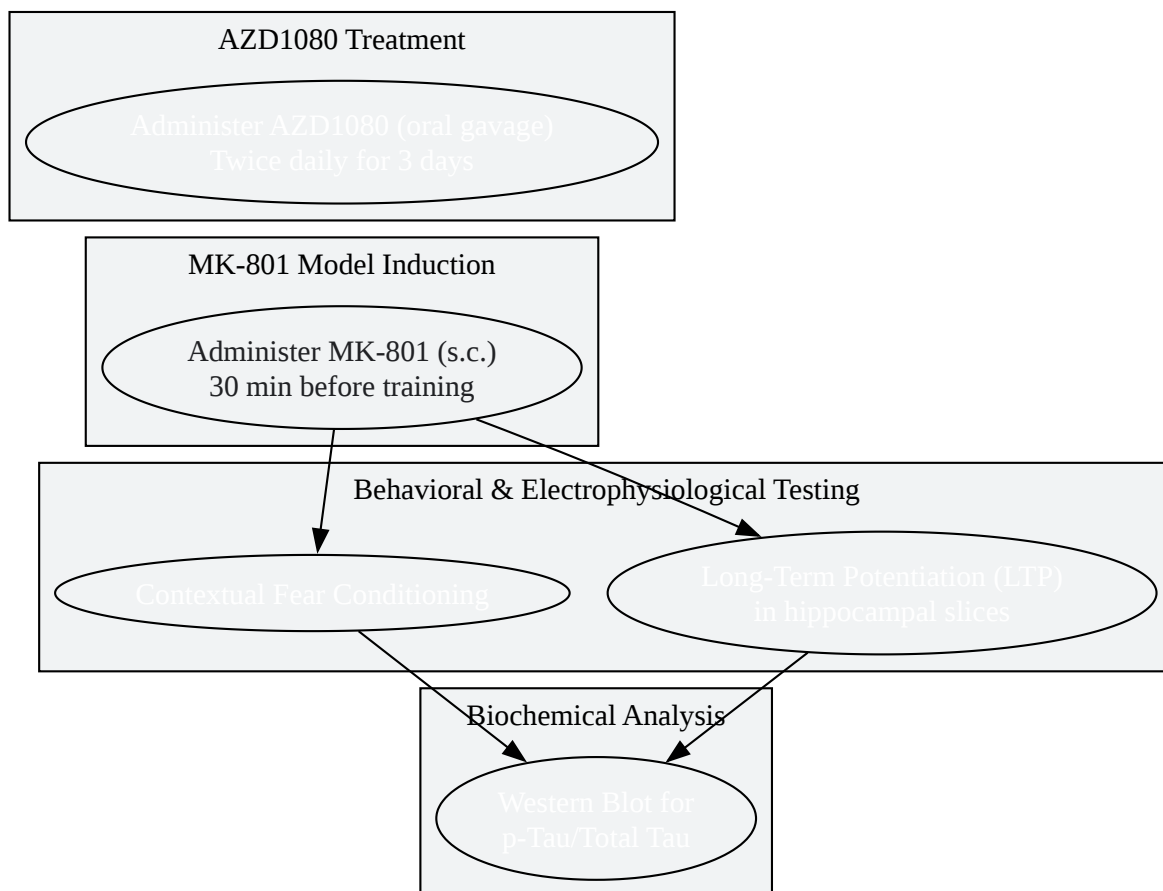 AZD1080 Treatment
Administer AZD1080 (oral gavage)
Twice daily for 3 days
MK-801 Model Induction
Administer MK-801 (s.c.)
30 min before training
Behavioral & Electrophysiological Testing
Contextual Fear Conditioning
Long-Term Potentiation (LTP)
in hippocampal slices
Biochemical Analysis
Western Blot for
p-Tau/Total Tau